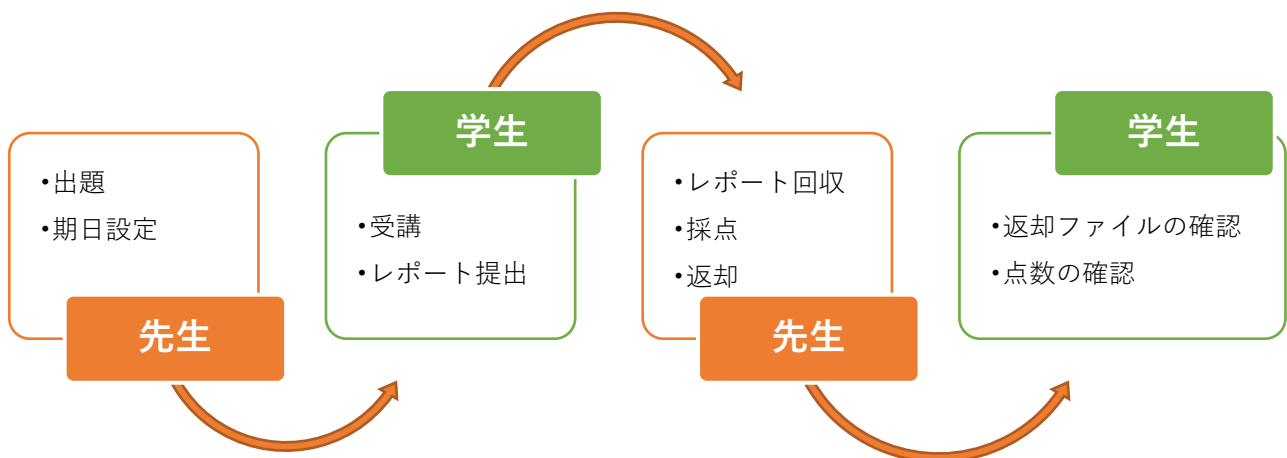 •出題
•期日設定
先生
学生
•受講
•レポート提出
•レポート回収
•採点
•返却
先生
学生
•返却ファイルの確認
•点数の確認